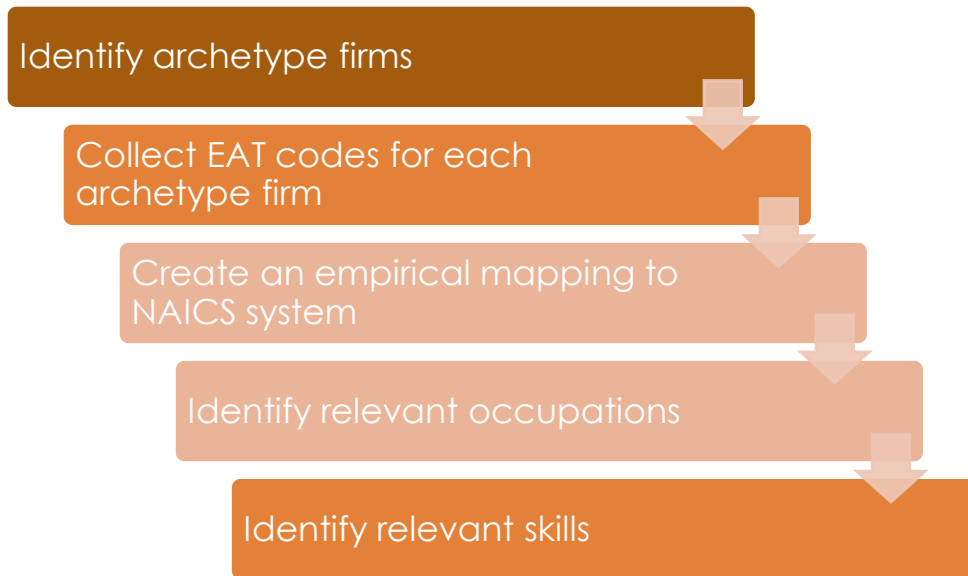 Identify archetype firms
Collect EAT codes for each
archetype firm
Create an empirical mapping to
NAICS system
Identify relevant occupations
Identify relevant skills